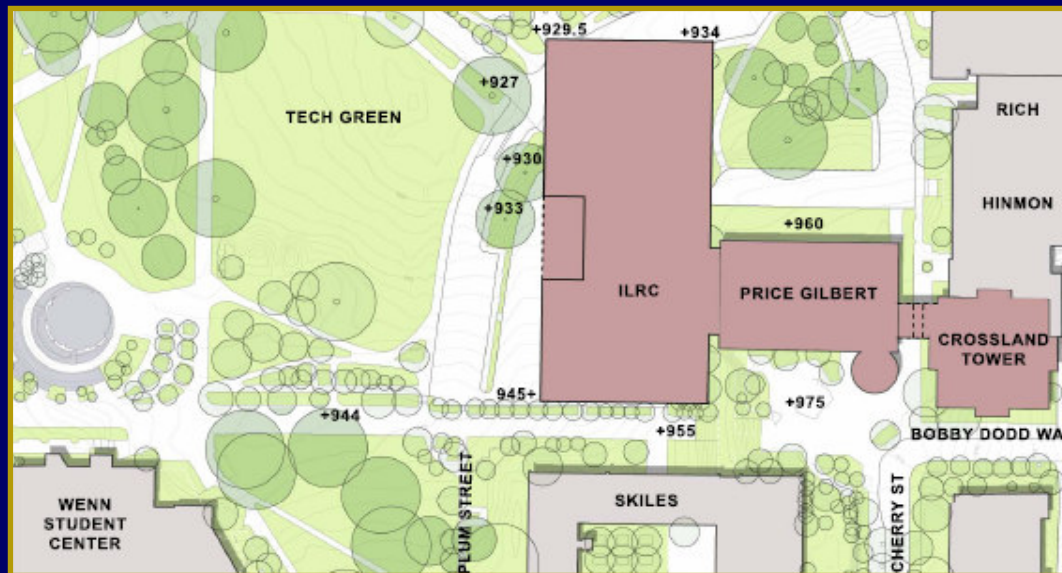 +929.5
+934
+927
TECH GREEN
RICH
+930
+933
HINMON
+960
ILRC
PRICE GILBERT
CROSSLAND
TOWER
945+
+944
+975
+955
BOBBY DODD WA
WENN
STUDENT
CENTER
PLUM STREET
SKILES
CHERRY ST